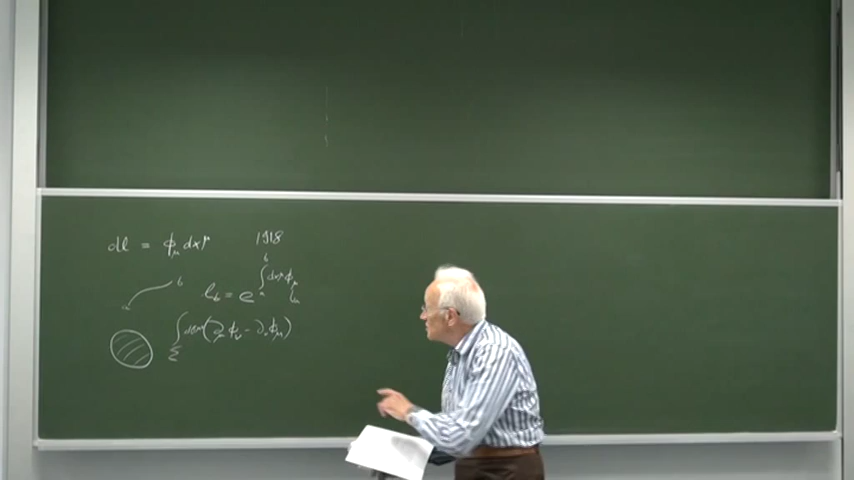 dl = ϕ_μ dx^μ 1918
a b
l_b = e^{∫_a^b dx^μ ϕ_μ} l_a
∫_Σ dσ^{μν}(∂_μ ϕ_ν − ∂_ν ϕ_μ)